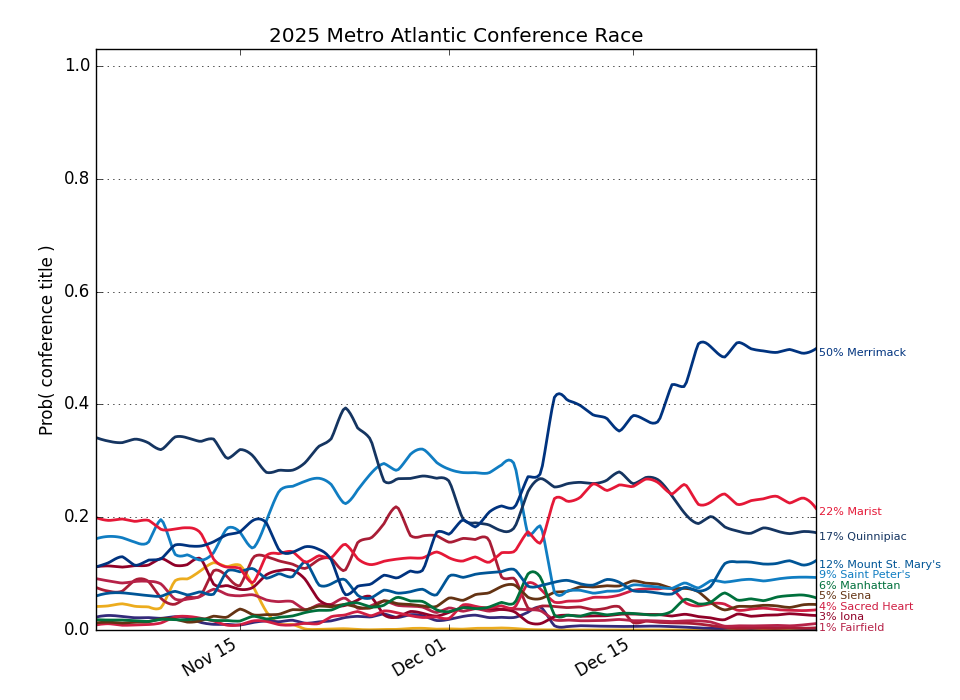 2025 Metro Atlantic Conference Race
Prob( conference title )
1.0
0.8
0.6
0.4
0.2
0.0
Nov 15
Dec 01
Dec 15
50% Merrimack
22% Marist
17% Quinnipiac
12% Mount St. Mary's
9% Saint Peter's
6% Manhattan
5% Siena
4% Sacred Heart
3% Iona
1% Fairfield